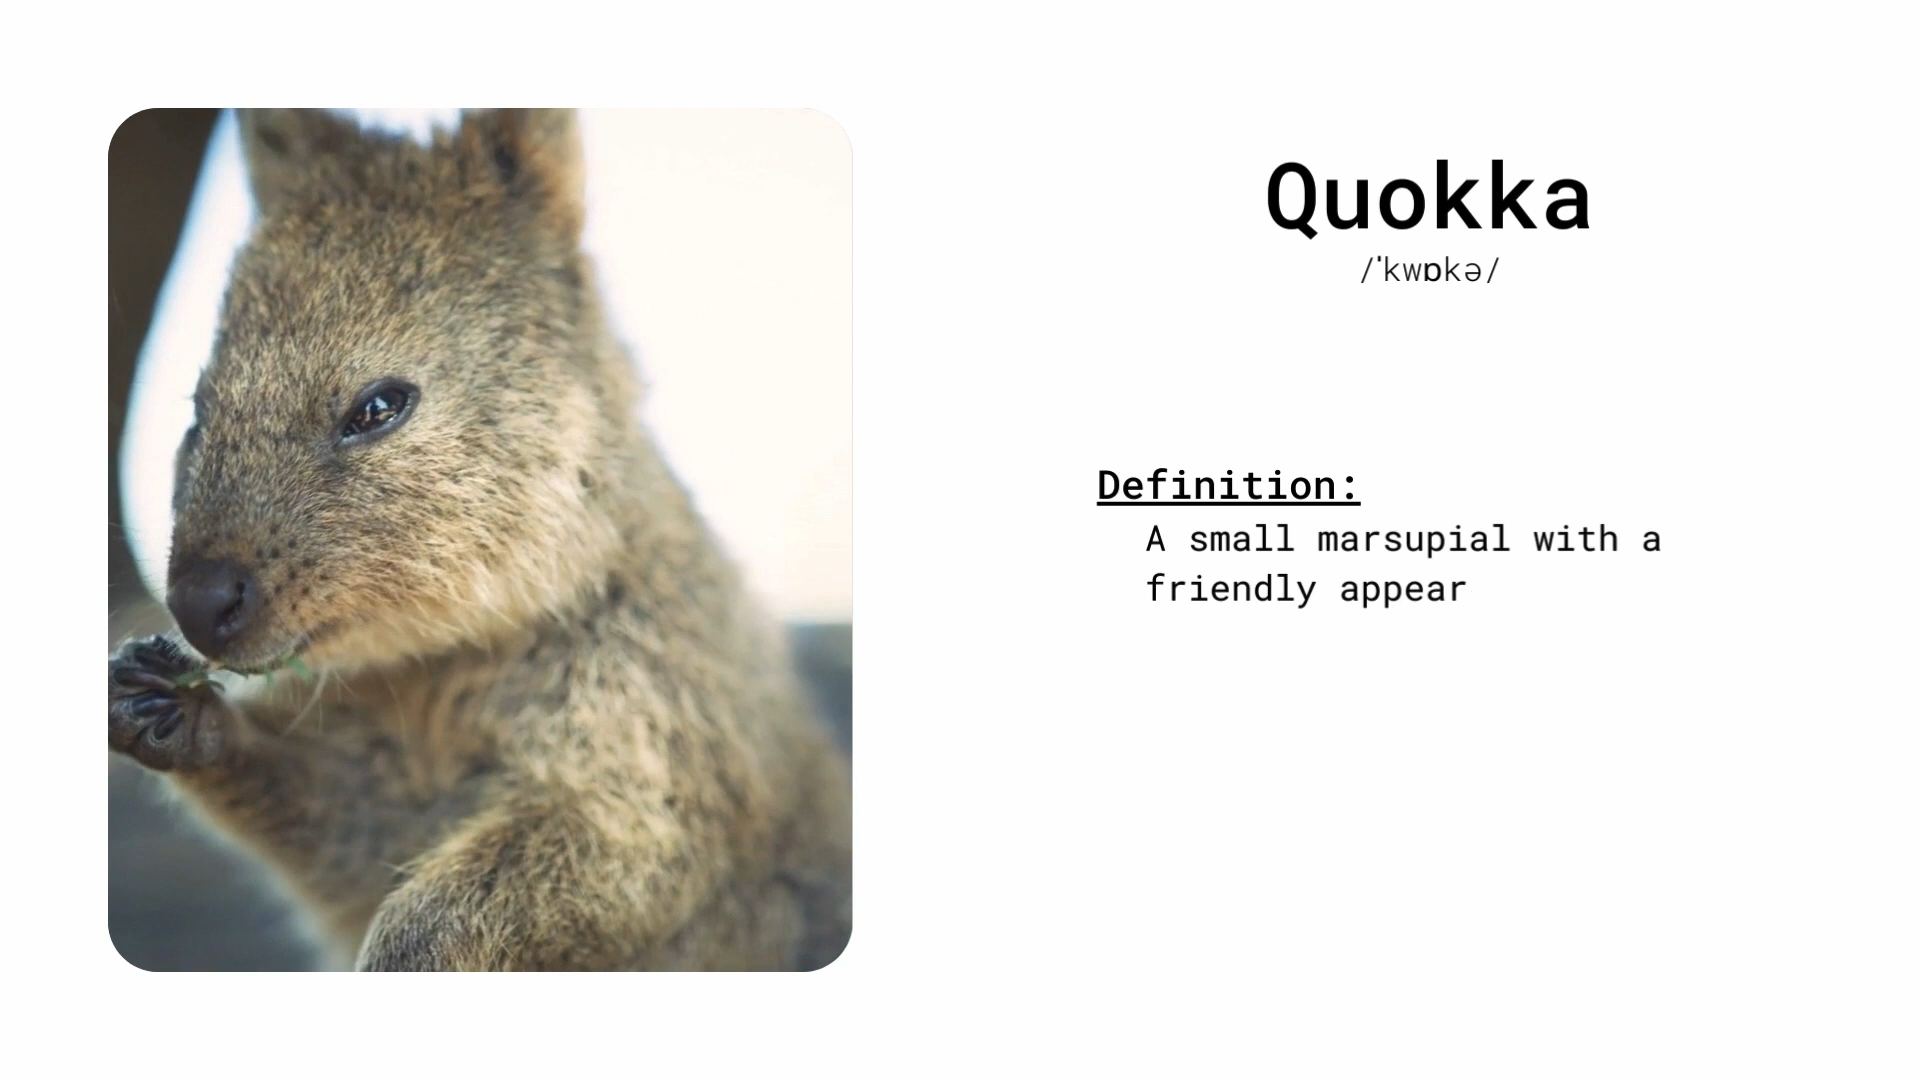 Quokka
/ˈkwɒkə/
Definition:
A small marsupial with a
friendly appear